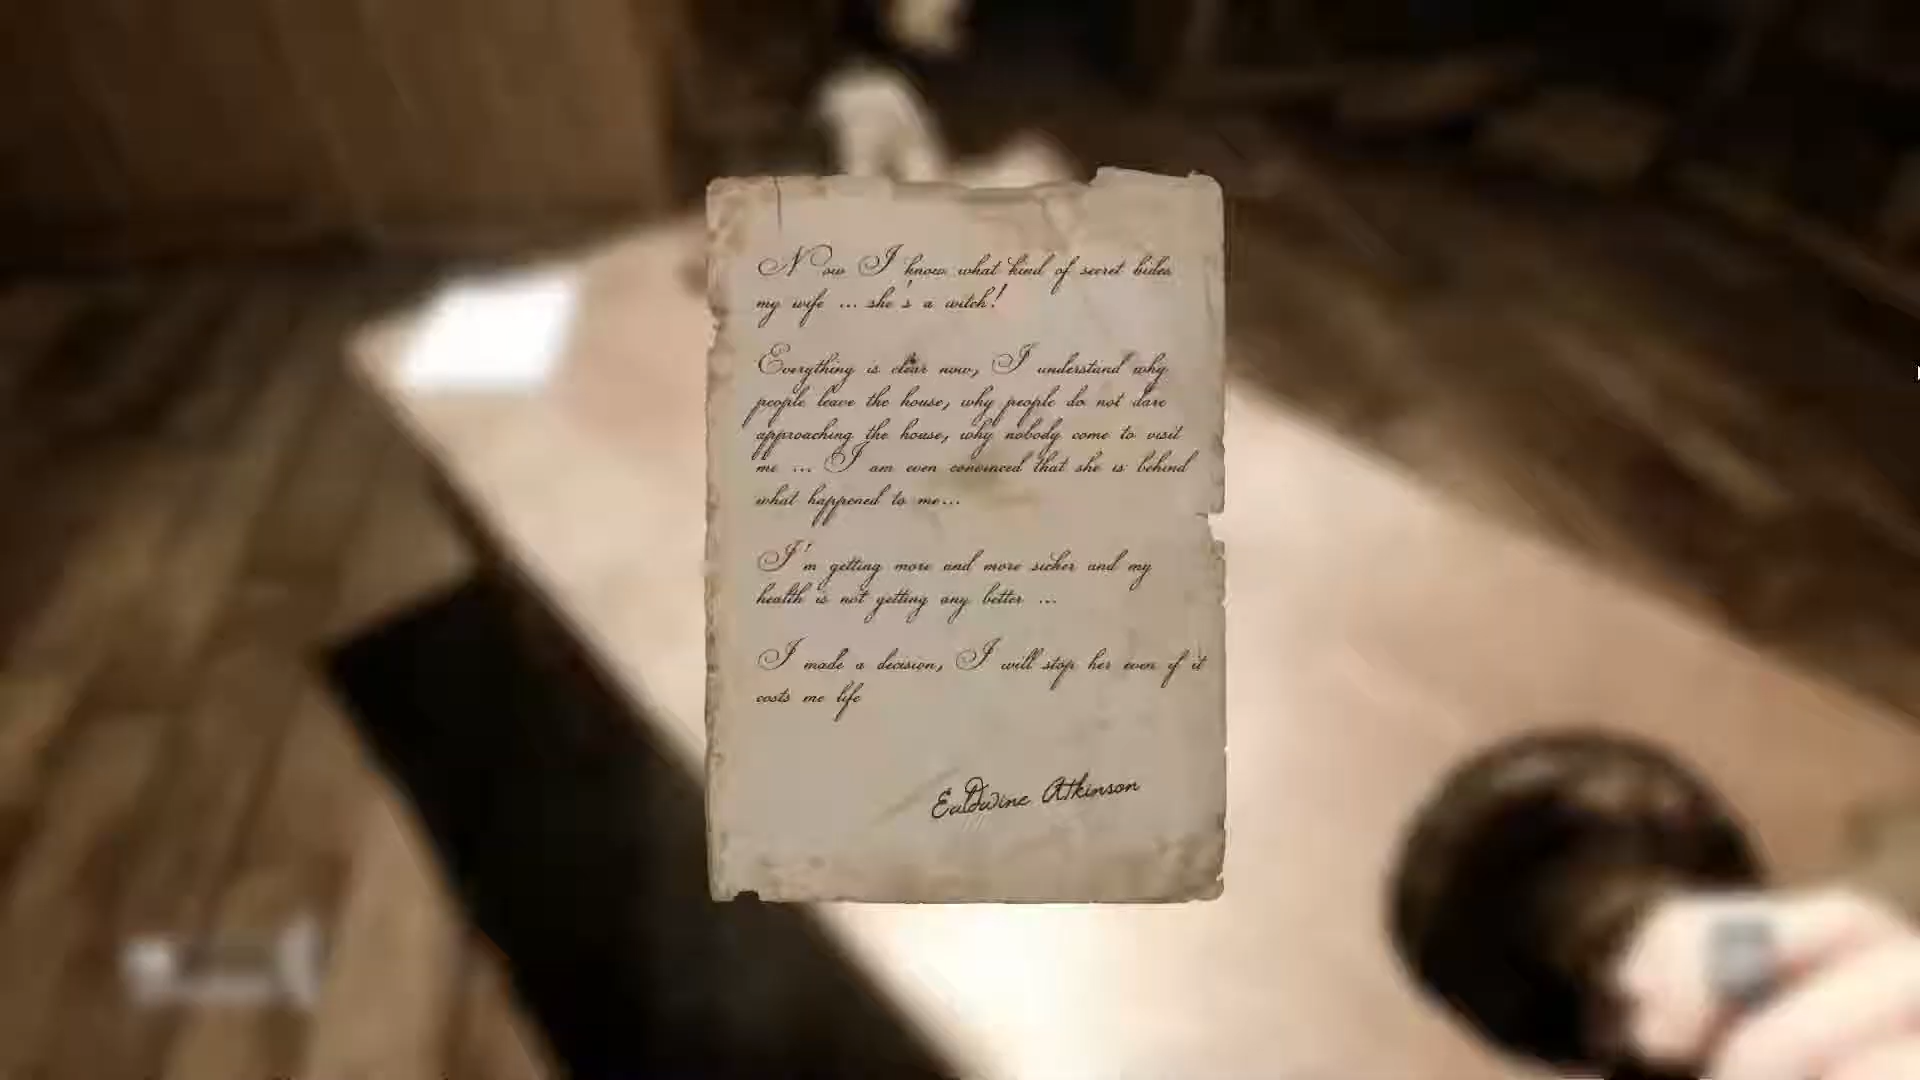 Now I know what kind of secret hides
my wife ... she's a witch!
Everything is clear now, I understand why
people leave the house, why people do not dare
approaching the house, why nobody come to visit
me ... I am even convinced that she is behind
what happened to me...
I'm getting more and more sicker and my
health is not getting any better ...
I made a decision, I will stop her even if it
costs me life
Ealdwine Atkinson